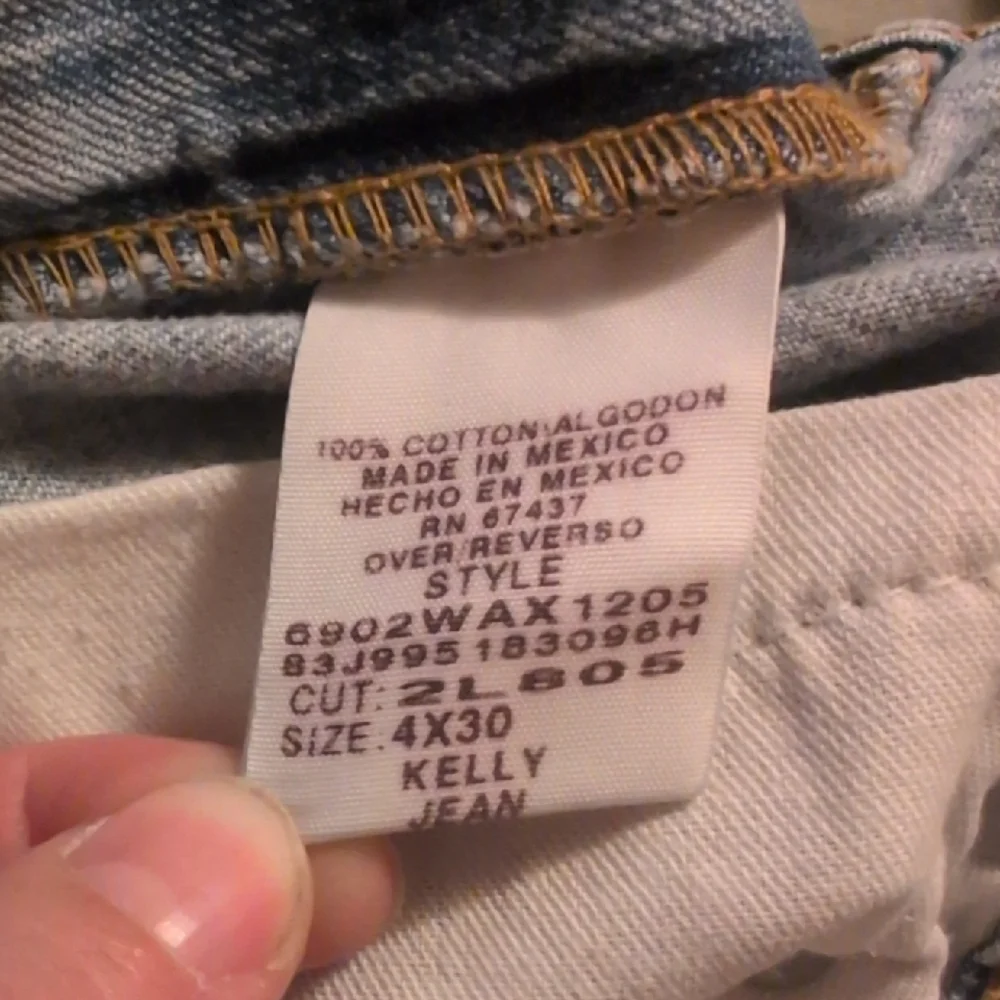 100% COTTON\ALGODON
MADE IN MEXICO
HECHO EN MEXICO
RN 67437
OVER/REVERSO
STYLE
6902WAX1205
83J995183096H
CUT: 2L805
SIZE: 4X30
KELLY
JEAN